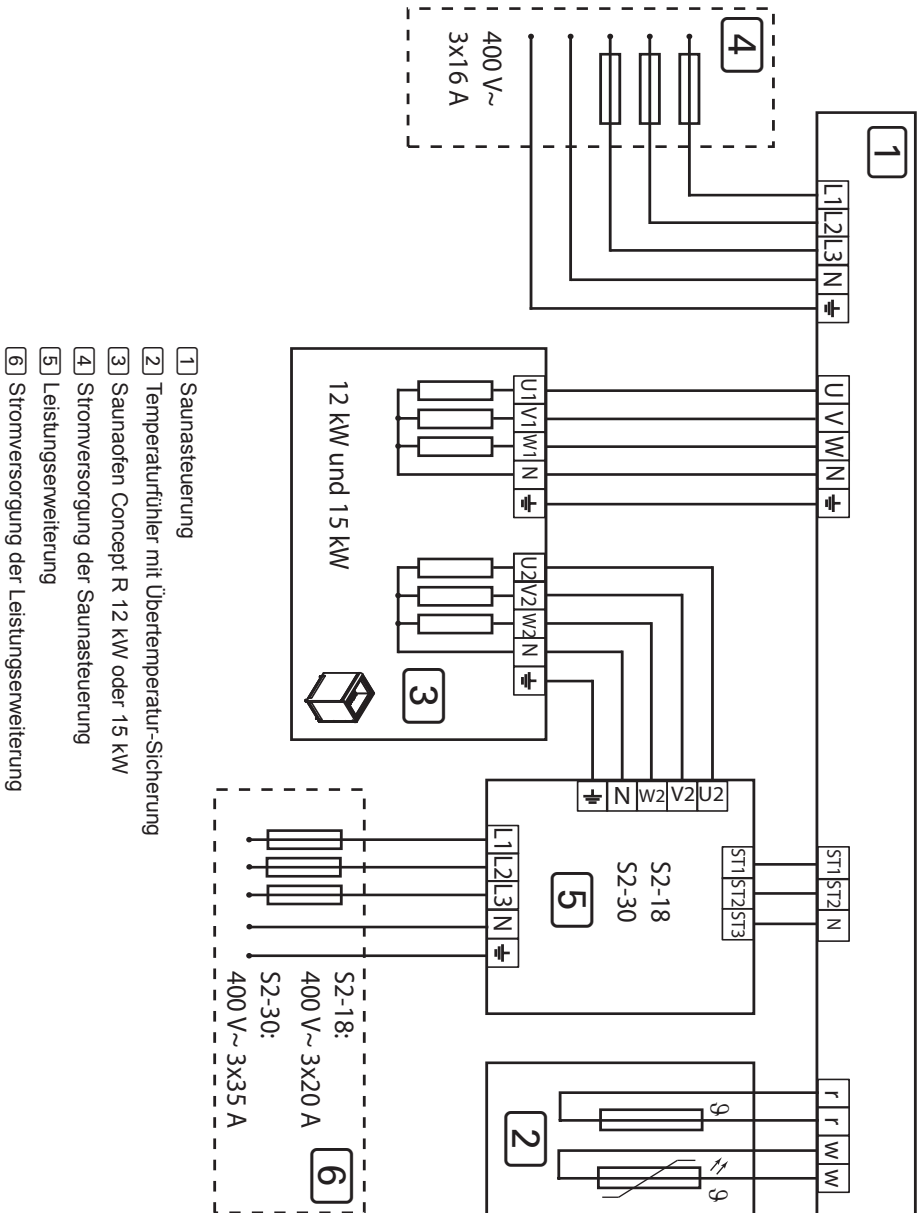 1
L1 L2 L3 N ⏚
U V W N ⏚
ST1 ST2 N
r r w w
4
400 V~
3x16 A
U1 V1 W1 N ⏚
U2 V2 W2 N ⏚
12 kW und 15 kW
3
ST1 ST2 ST3
U2 V2 W2 N ⏚
S2-18
S2-30
5
L1 L2 L3 N ⏚
S2-18:
400 V~ 3x20 A
S2-30:
400 V~ 3x35 A
6
ϑ
ϑ
2
1 Saunasteuerung
2 Temperaturfühler mit Übertemperatur-Sicherung
3 Saunaofen Concept R 12 kW oder 15 kW
4 Stromversorgung der Saunasteuerung
5 Leistungserweiterung
6 Stromversorgung der Leistungserweiterung